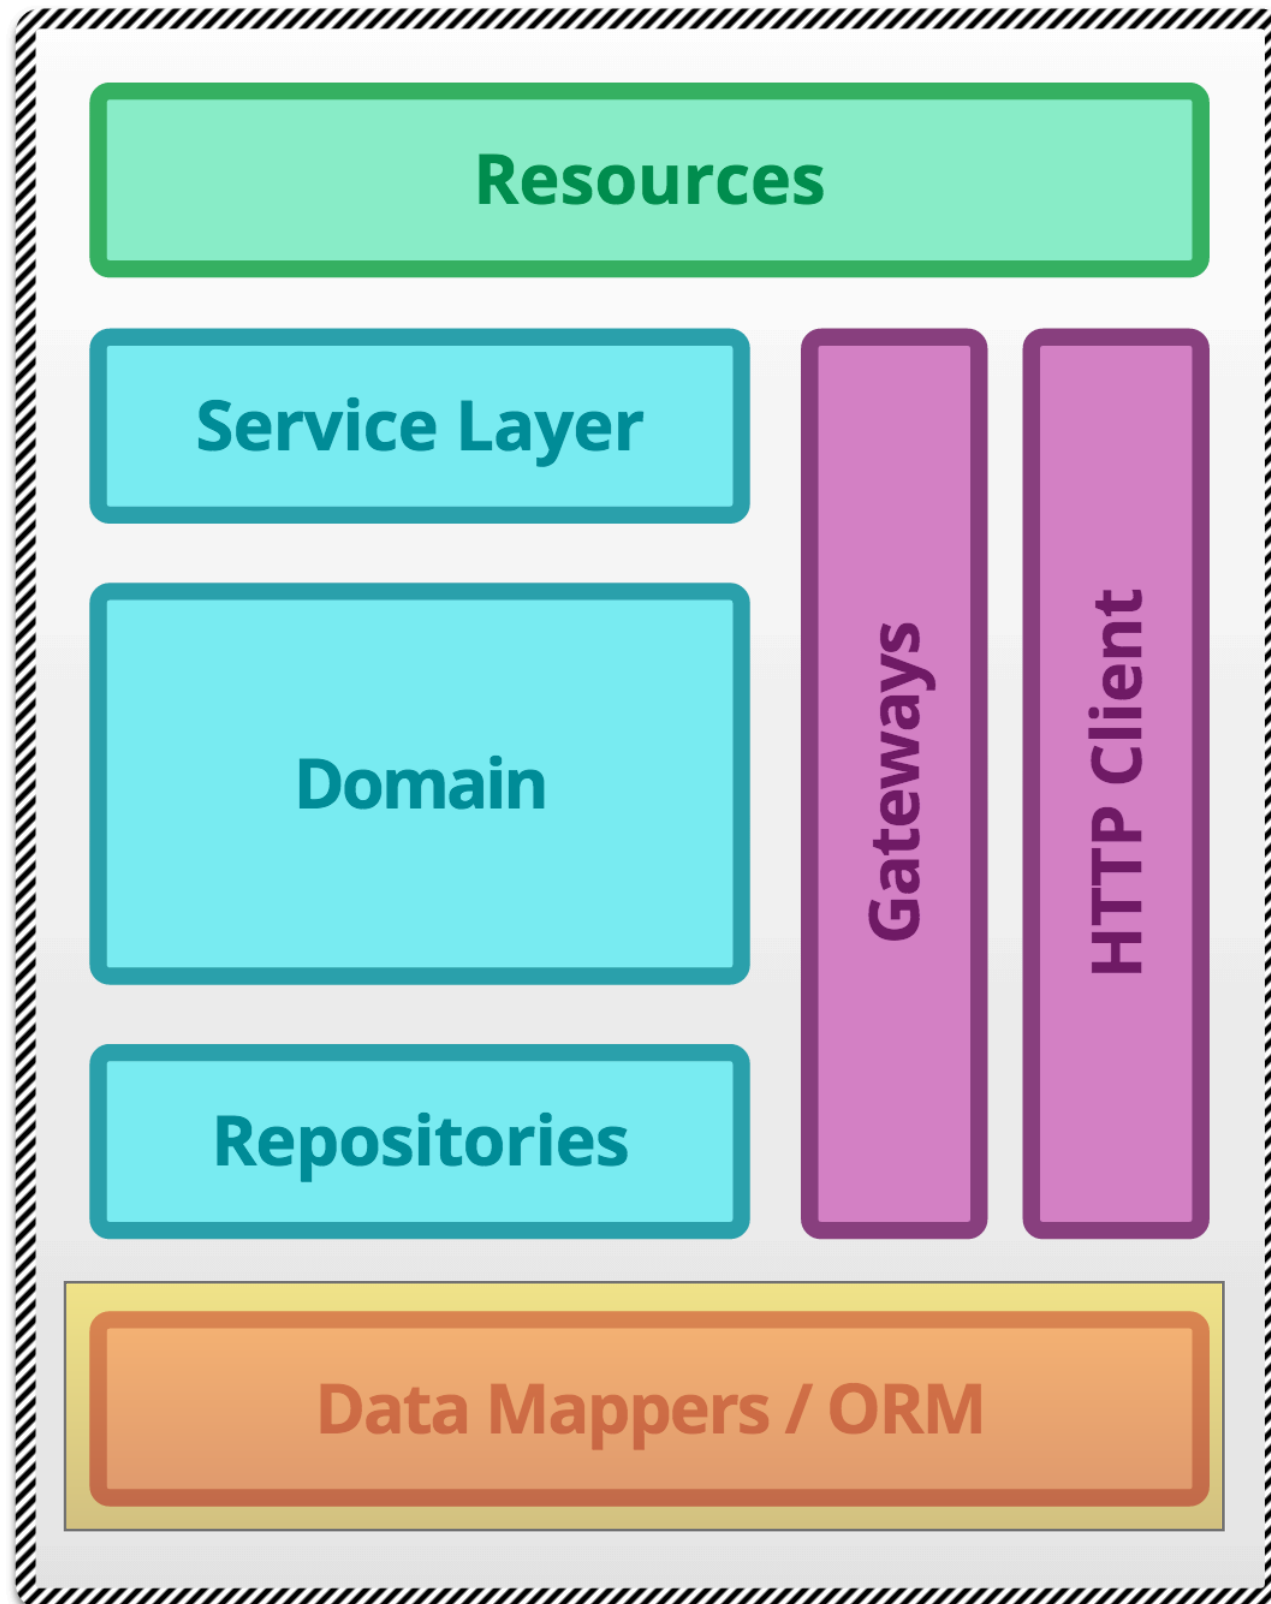 Resources
Service Layer
Domain
Repositories
Gateways
HTTP Client
Data Mappers / ORM